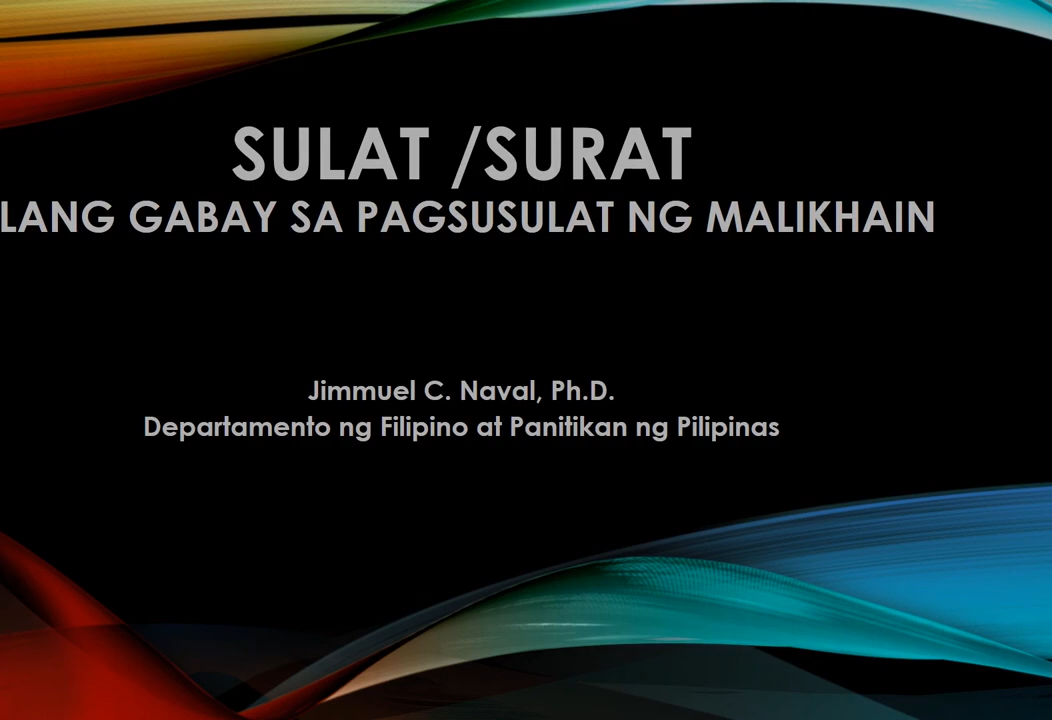 SULAT /SURAT
LANG GABAY SA PAGSUSULAT NG MALIKHAIN
Jimmuel C. Naval, Ph.D.
Departamento ng Filipino at Panitikan ng Pilipinas